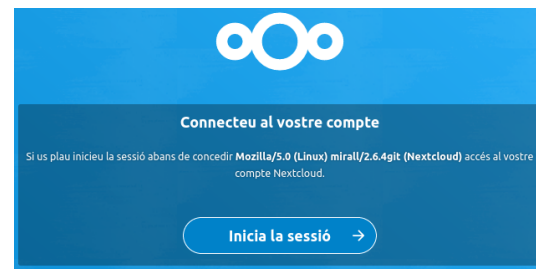 Connecteu al vostre compte
Si us plau inicieu la sessió abans de concedir Mozilla/5.0 (Linux) mirall/2.6.4git (Nextcloud) accés al vostre
compte Nextcloud.
Inicia la sessió →